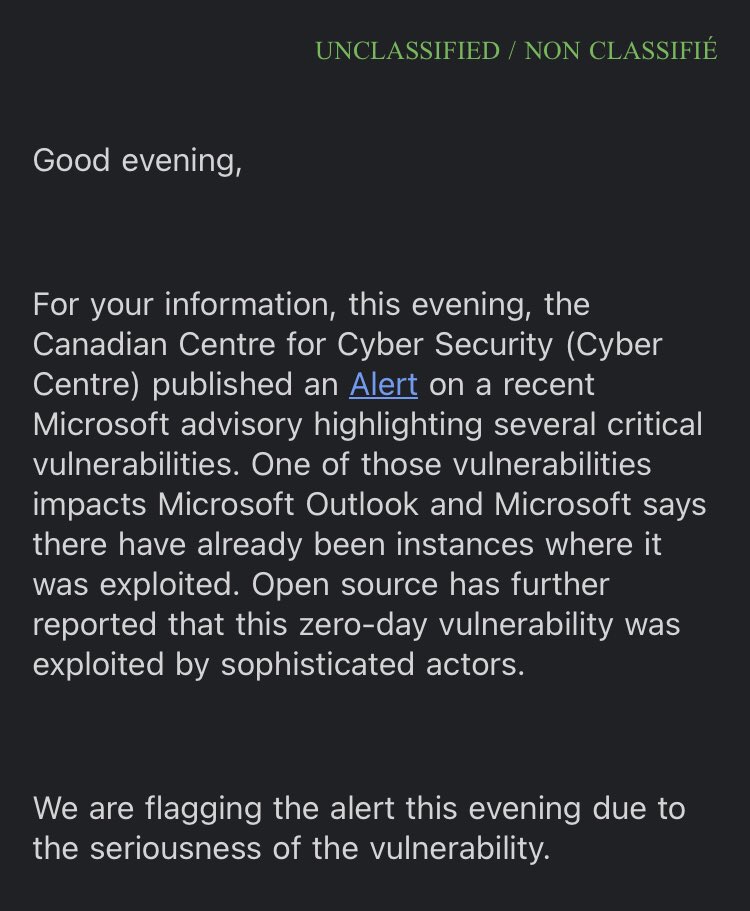 UNCLASSIFIED / NON CLASSIFIÉ
Good evening,
For your information, this evening, the
Canadian Centre for Cyber Security (Cyber
Centre) published an Alert on a recent
Microsoft advisory highlighting several critical
vulnerabilities. One of those vulnerabilities
impacts Microsoft Outlook and Microsoft says
there have already been instances where it
was exploited. Open source has further
reported that this zero-day vulnerability was
exploited by sophisticated actors.
We are flagging the alert this evening due to
the seriousness of the vulnerability.